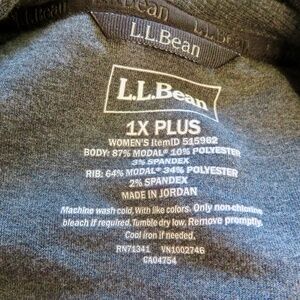 L.L.Bean
L.L.Bean
1X PLUS
WOMEN'S ItemID 515962
BODY: 87% MODAL® 10% POLYESTER
3% SPANDEX
RIB: 64% MODAL® 34% POLYESTER
2% SPANDEX
MADE IN JORDAN
Machine wash cold, With like colors. Only non-chlorine
bleach if required. Tumble dry low. Remove promptly.
Cool iron if needed.
RN71341 VN1002746
CA04754